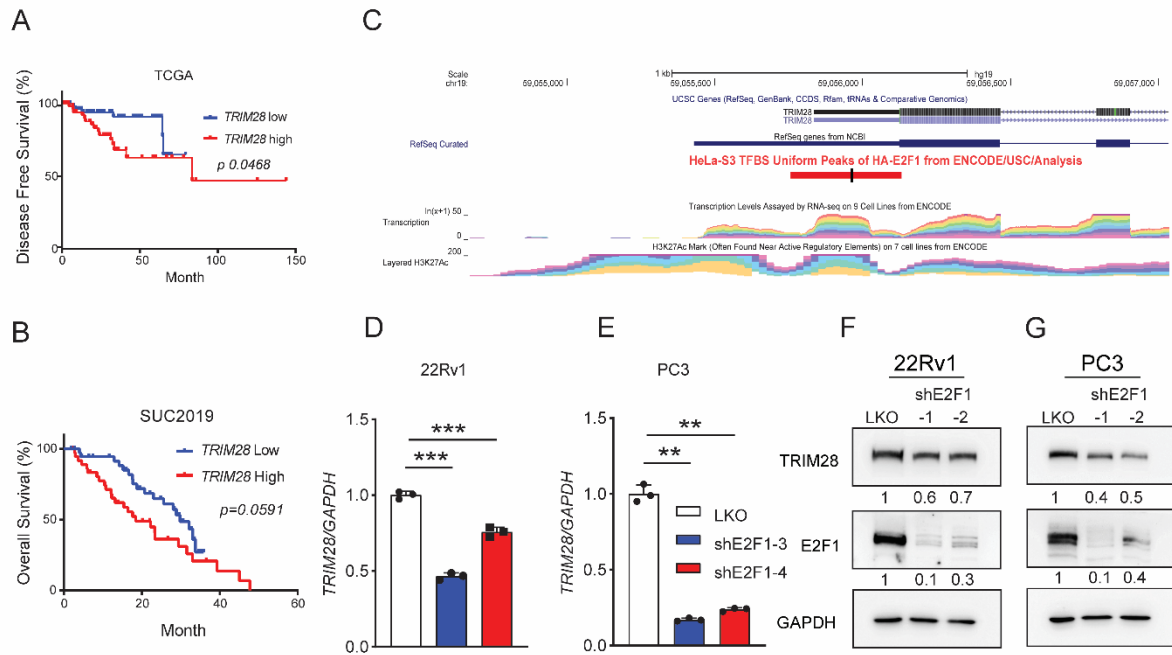 A
TCGA
Disease Free Survival (%)
100
50
0
0
50
100
150
Month
TRIM28 low
TRIM28 high
p 0.0468
C
Scale
chr19:
1 kb
hg19
59,055,000
59,055,500
59,056,000
59,056,500
59,057,000
UCSC Genes (RefSeq, GenBank, CCDS, Rfam, tRNAs & Comparative Genomics)
TRIM28
TRIM28
RefSeq genes from NCBI
RefSeq Curated
HeLa-S3 TFBS Uniform Peaks of HA-E2F1 from ENCODE/USC/Analysis
Transcription Levels Assayed by RNA-seq on 9 Cell Lines from ENCODE
ln(x+1) 50
Transcription
0
H3K27Ac Mark (Often Found Near Active Regulatory Elements) on 7 cell lines from ENCODE
200
Layered H3K27Ac
0
B
SUC2019
Overall Survival (%)
100
50
0
0
20
40
60
Month
TRIM28 Low
TRIM28 High
p=0.0591
D
22Rv1
TRIM28/GAPDH
1.5
1.0
0.5
0.0
***
***
E
PC3
TRIM28/GAPDH
1.5
1.0
0.5
0.0
**
**
LKO
shE2F1-3
shE2F1-4
F
22Rv1
shE2F1
LKO -1 -2
TRIM28
1 0.6 0.7
E2F1
1 0.1 0.3
GAPDH
G
PC3
shE2F1
LKO -1 -2
1 0.4 0.5
1 0.1 0.4